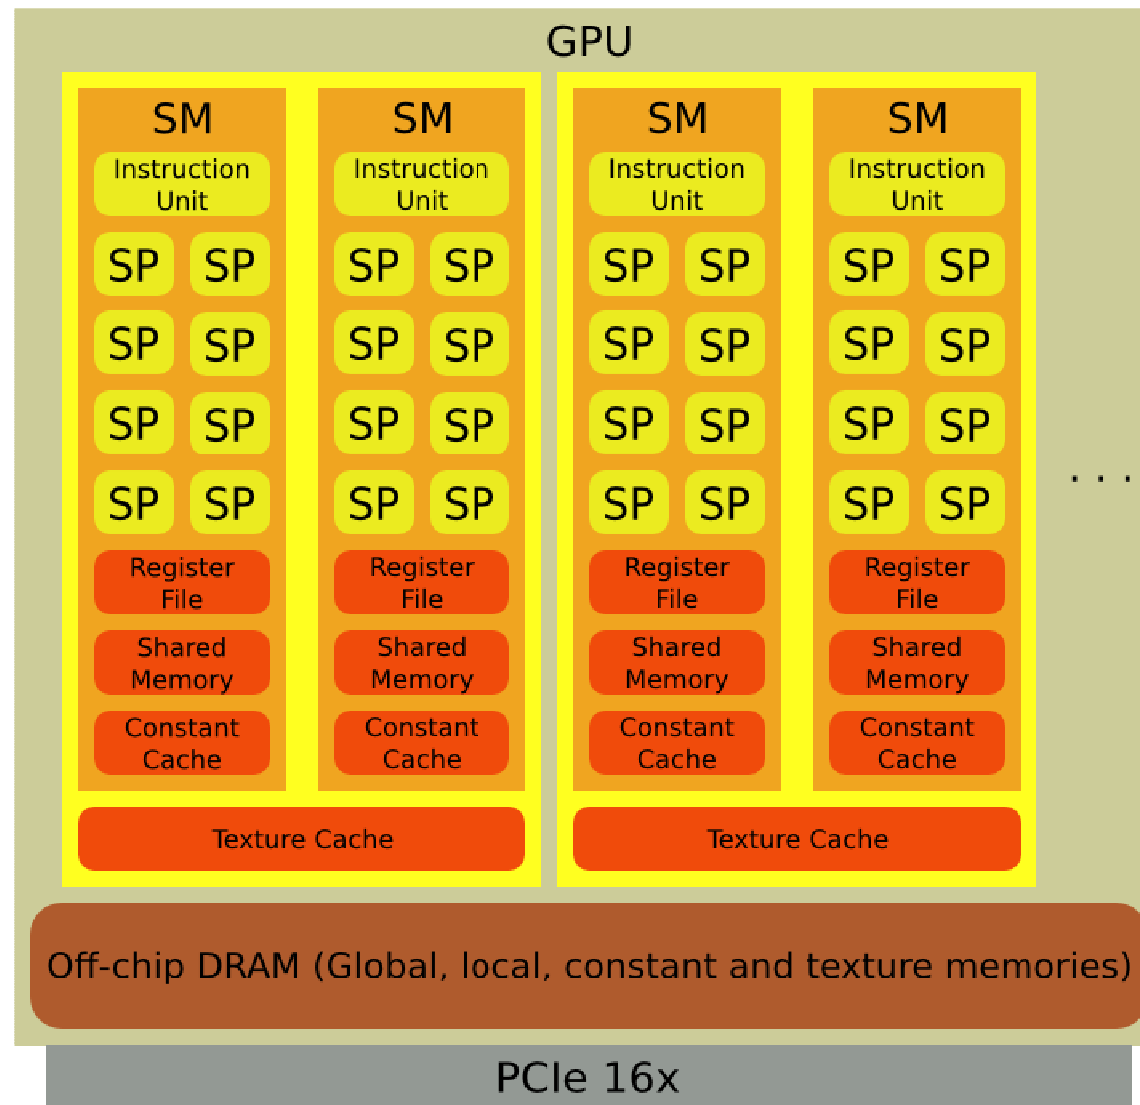 GPU
SM
Instruction
Unit
SP SP
SP SP
SP SP
SP SP
Register
File
Shared
Memory
Constant
Cache
SM
Instruction
Unit
SP SP
SP SP
SP SP
SP SP
Register
File
Shared
Memory
Constant
Cache
Texture Cache
SM
Instruction
Unit
SP SP
SP SP
SP SP
SP SP
Register
File
Shared
Memory
Constant
Cache
SM
Instruction
Unit
SP SP
SP SP
SP SP
SP SP
Register
File
Shared
Memory
Constant
Cache
Texture Cache
. . .
Off-chip DRAM (Global, local, constant and texture memories)
PCIe 16x